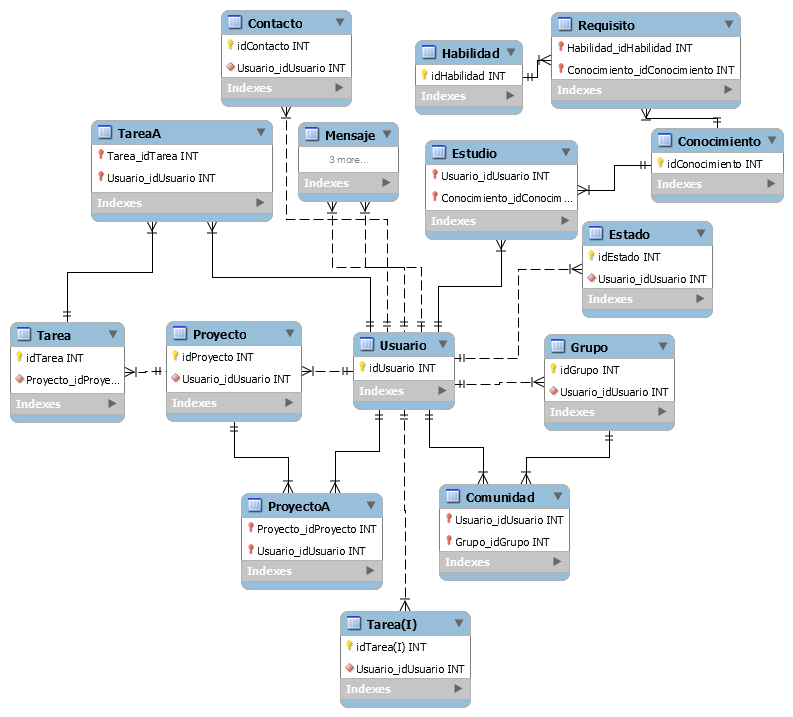 Contacto
idContacto INT
Usuario_idUsuario INT
Indexes
Habilidad
idHabilidad INT
Indexes
Requisito
Habilidad_idHabilidad INT
Conocimiento_idConocimiento INT
Indexes
TareaA
Tarea_idTarea INT
Usuario_idUsuario INT
Indexes
Mensaje
3 more...
Indexes
Estudio
Usuario_idUsuario INT
Conocimiento_idConocim...
Indexes
Conocimiento
idConocimiento INT
Indexes
Estado
idEstado INT
Usuario_idUsuario INT
Indexes
Tarea
idTarea INT
Proyecto_idProye...
Indexes
Proyecto
idProyecto INT
Usuario_idUsuario INT
Indexes
Usuario
idUsuario INT
Indexes
Grupo
idGrupo INT
Usuario_idUsuario INT
Indexes
ProyectoA
Proyecto_idProyecto INT
Usuario_idUsuario INT
Indexes
Comunidad
Usuario_idUsuario INT
Grupo_idGrupo INT
Indexes
Tarea(I)
idTarea(I) INT
Usuario_idUsuario INT
Indexes